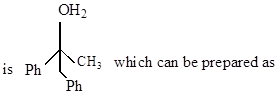 OH2
is Ph CH3 which can be prepared as
Ph